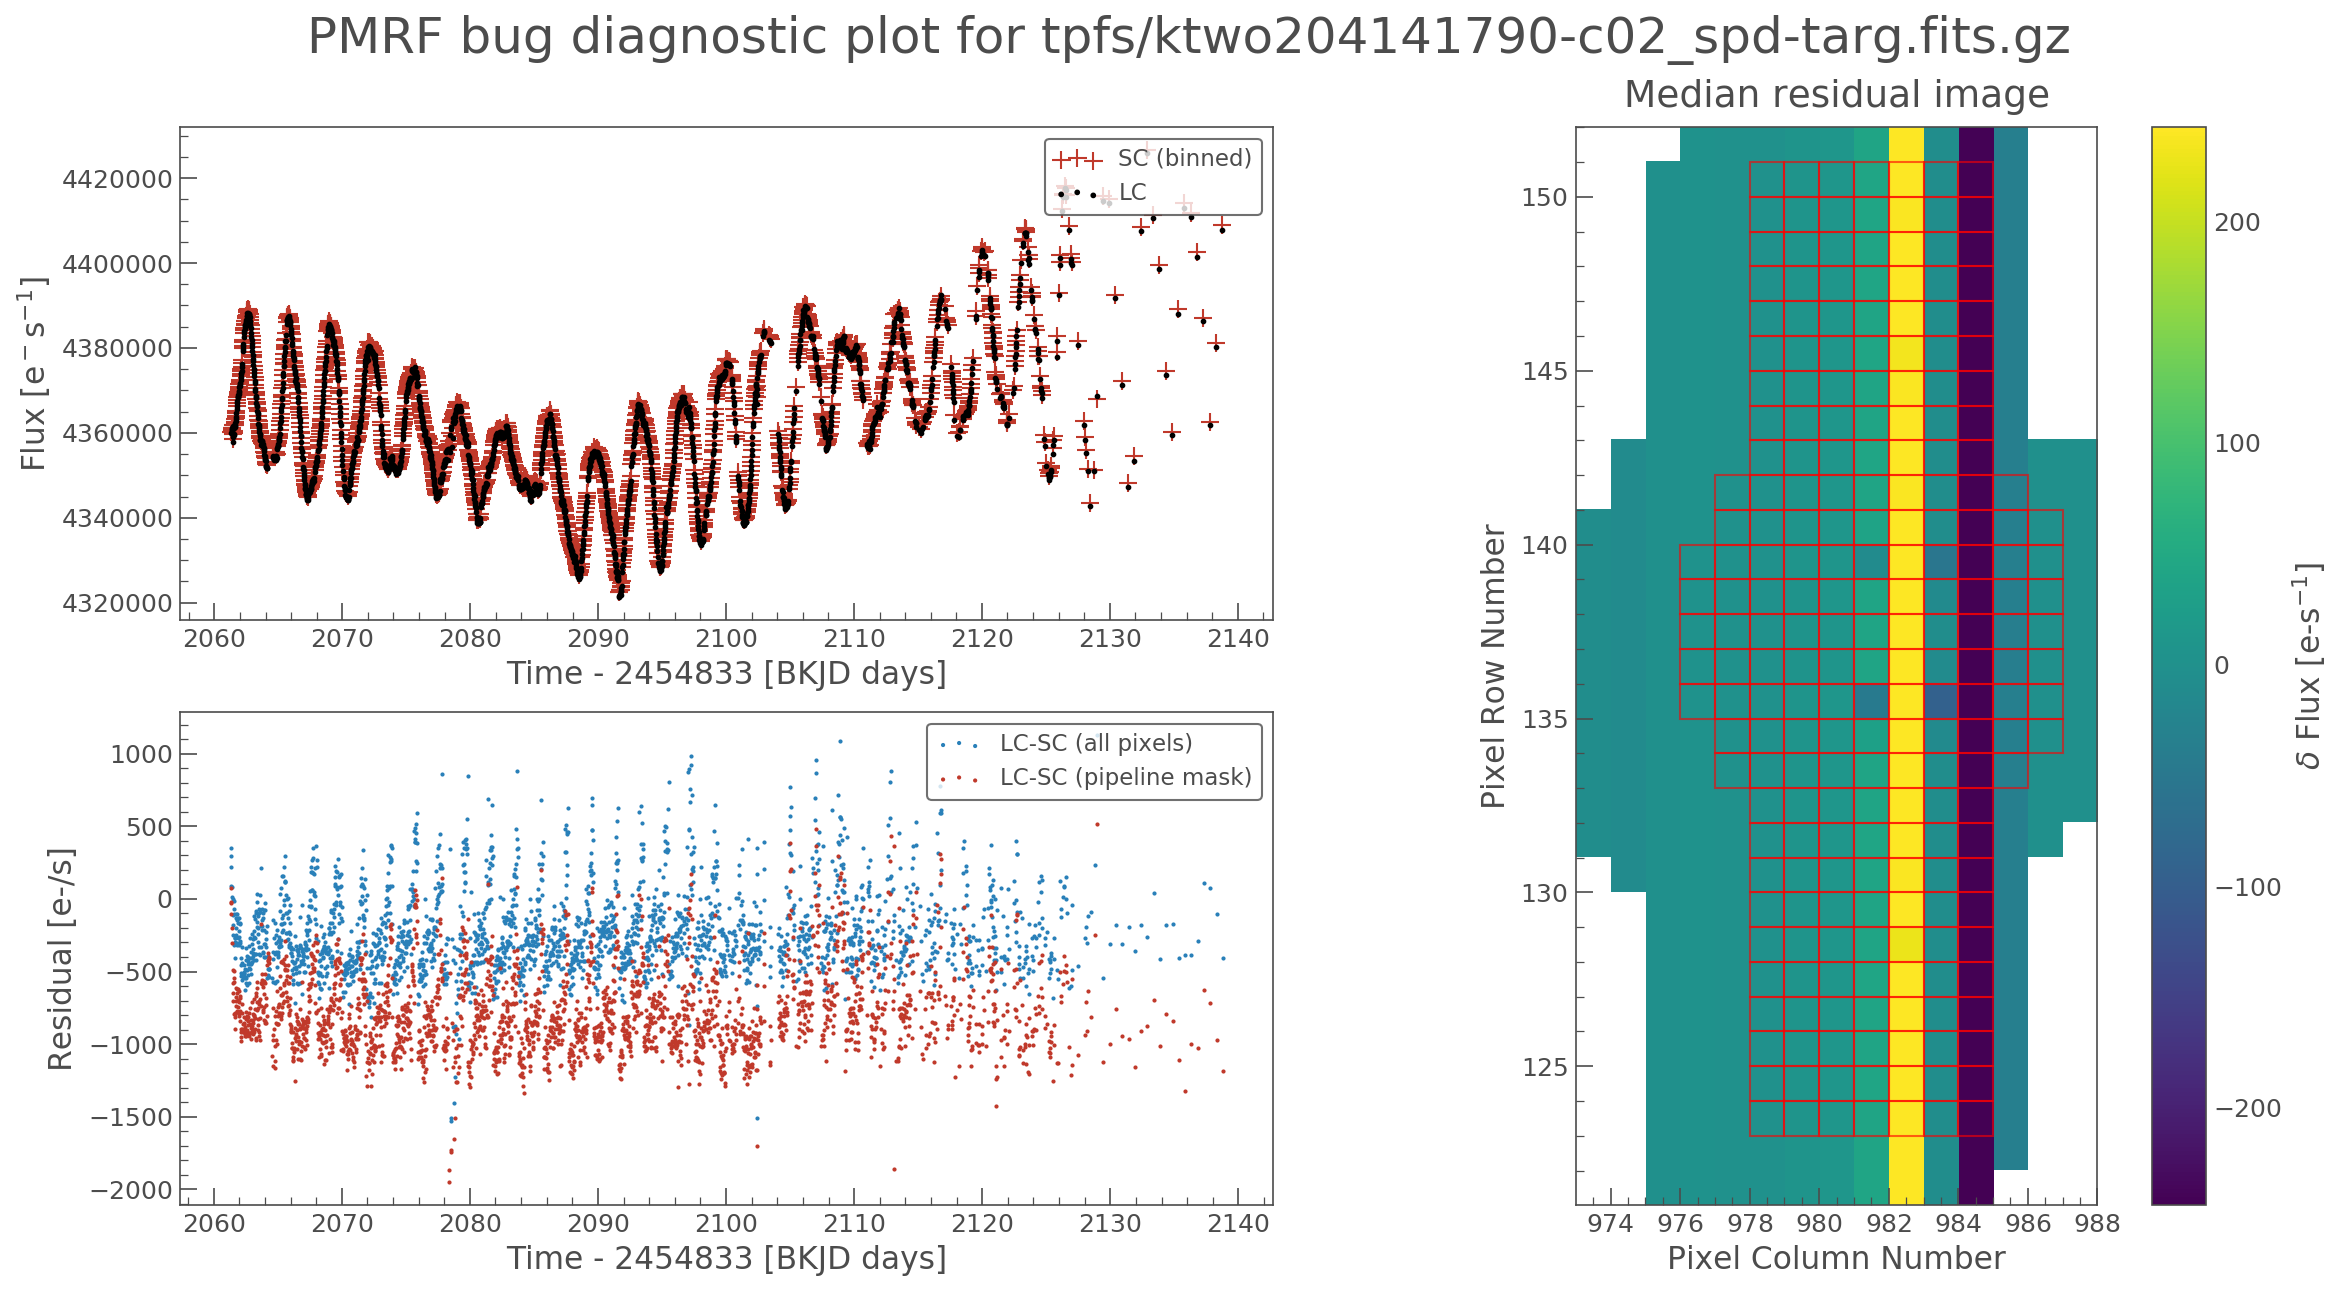 PMRF bug diagnostic plot for tpfs/ktwo204141790-c02_spd-targ.fits.gz
Flux [e⁻ s⁻¹]
4420000
4400000
4380000
4360000
4340000
4320000
SC (binned)
LC
2060 2070 2080 2090 2100 2110 2120 2130 2140
Time - 2454833 [BKJD days]
Residual [e-/s]
1000
500
0
−500
−1000
−1500
−2000
LC-SC (all pixels)
LC-SC (pipeline mask)
2060 2070 2080 2090 2100 2110 2120 2130 2140
Time - 2454833 [BKJD days]
Median residual image
Pixel Row Number
150
145
140
135
130
125
974 976 978 980 982 984 986 988
Pixel Column Number
200
100
0
−100
−200
δ Flux [e-s⁻¹]